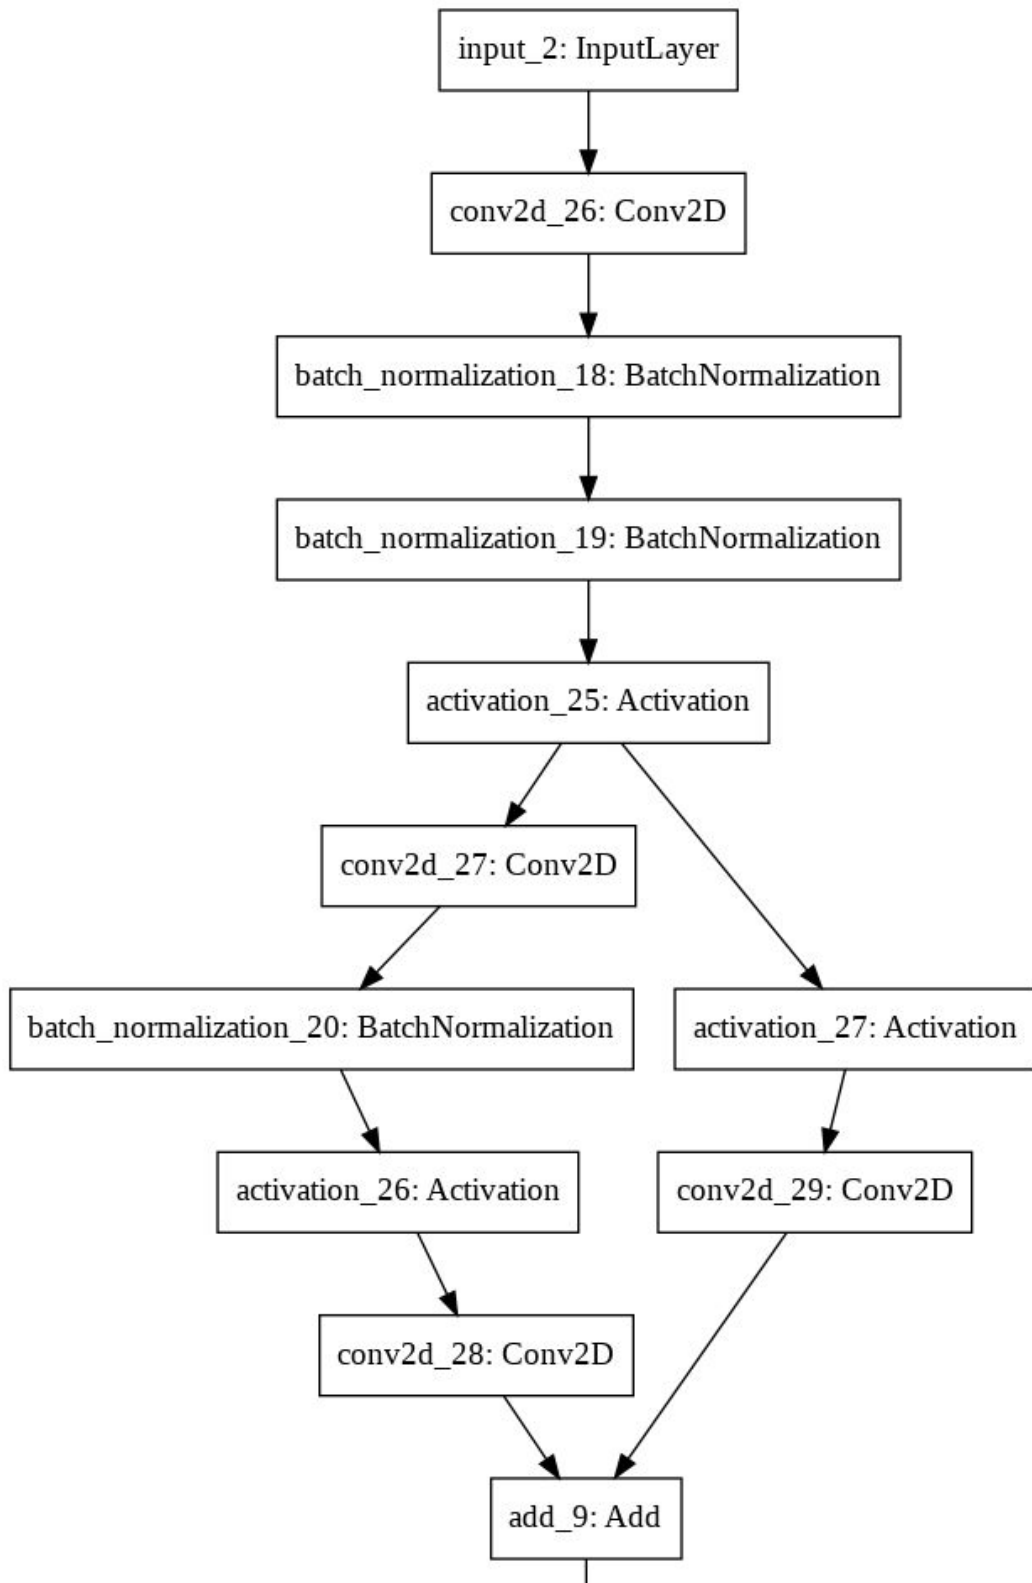 input_2: InputLayer
conv2d_26: Conv2D
batch_normalization_18: BatchNormalization
batch_normalization_19: BatchNormalization
activation_25: Activation
conv2d_27: Conv2D
batch_normalization_20: BatchNormalization
activation_27: Activation
activation_26: Activation
conv2d_29: Conv2D
conv2d_28: Conv2D
add_9: Add